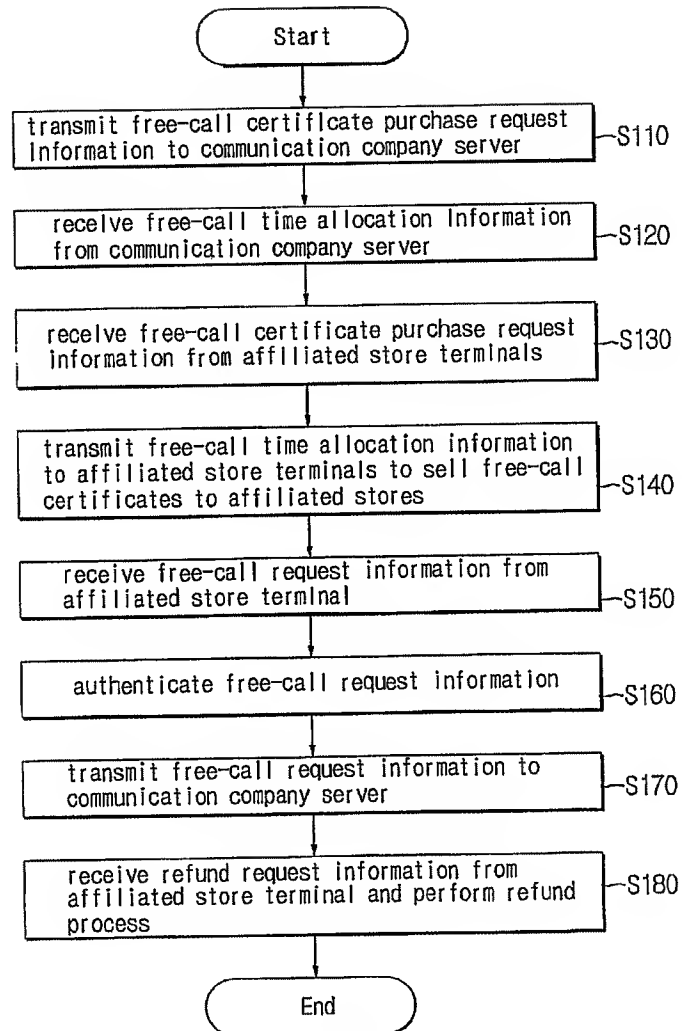 Start
transmit free-call certificate purchase request
Information to communication company server
S110
receive free-call time allocation Information
from communication company server
S120
receive free-call certificate purchase request
information from affiliated store terminals
S130
transmit free-call time allocation information
to affiliated store terminals to sell free-call
certificates to affiliated stores
S140
receive free-call request information from
affiliated store terminal
S150
authenticate free-call request information
S160
transmit free-call request information to
communication company server
S170
receive refund request information from
affiliated store terminal and perform refund
process
S180
End